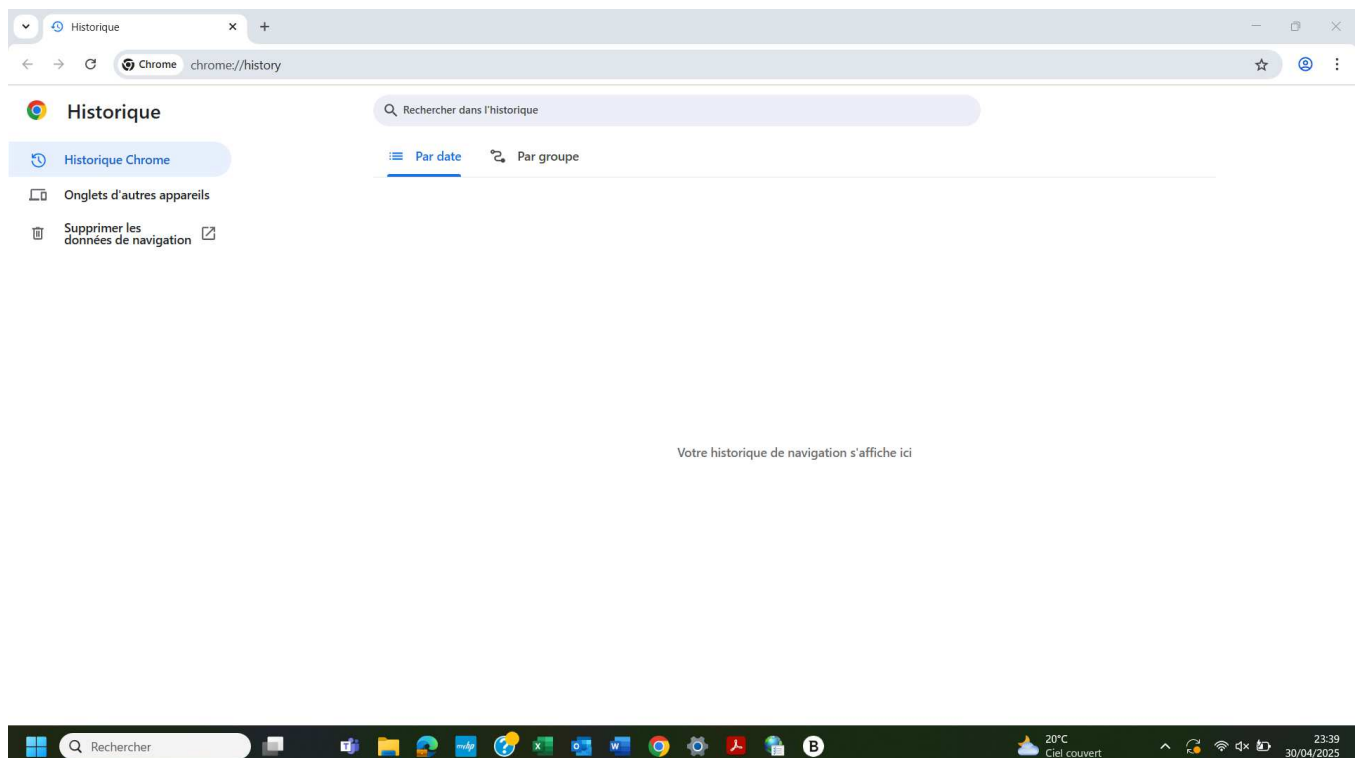 Historique
Chrome chrome://history
Historique
Rechercher dans l'historique
Historique Chrome
Par date
Par groupe
Onglets d'autres appareils
Supprimer les
données de navigation
Votre historique de navigation s'affiche ici
Rechercher
myhp
B
20°C
Ciel couvert
23:39
30/04/2025